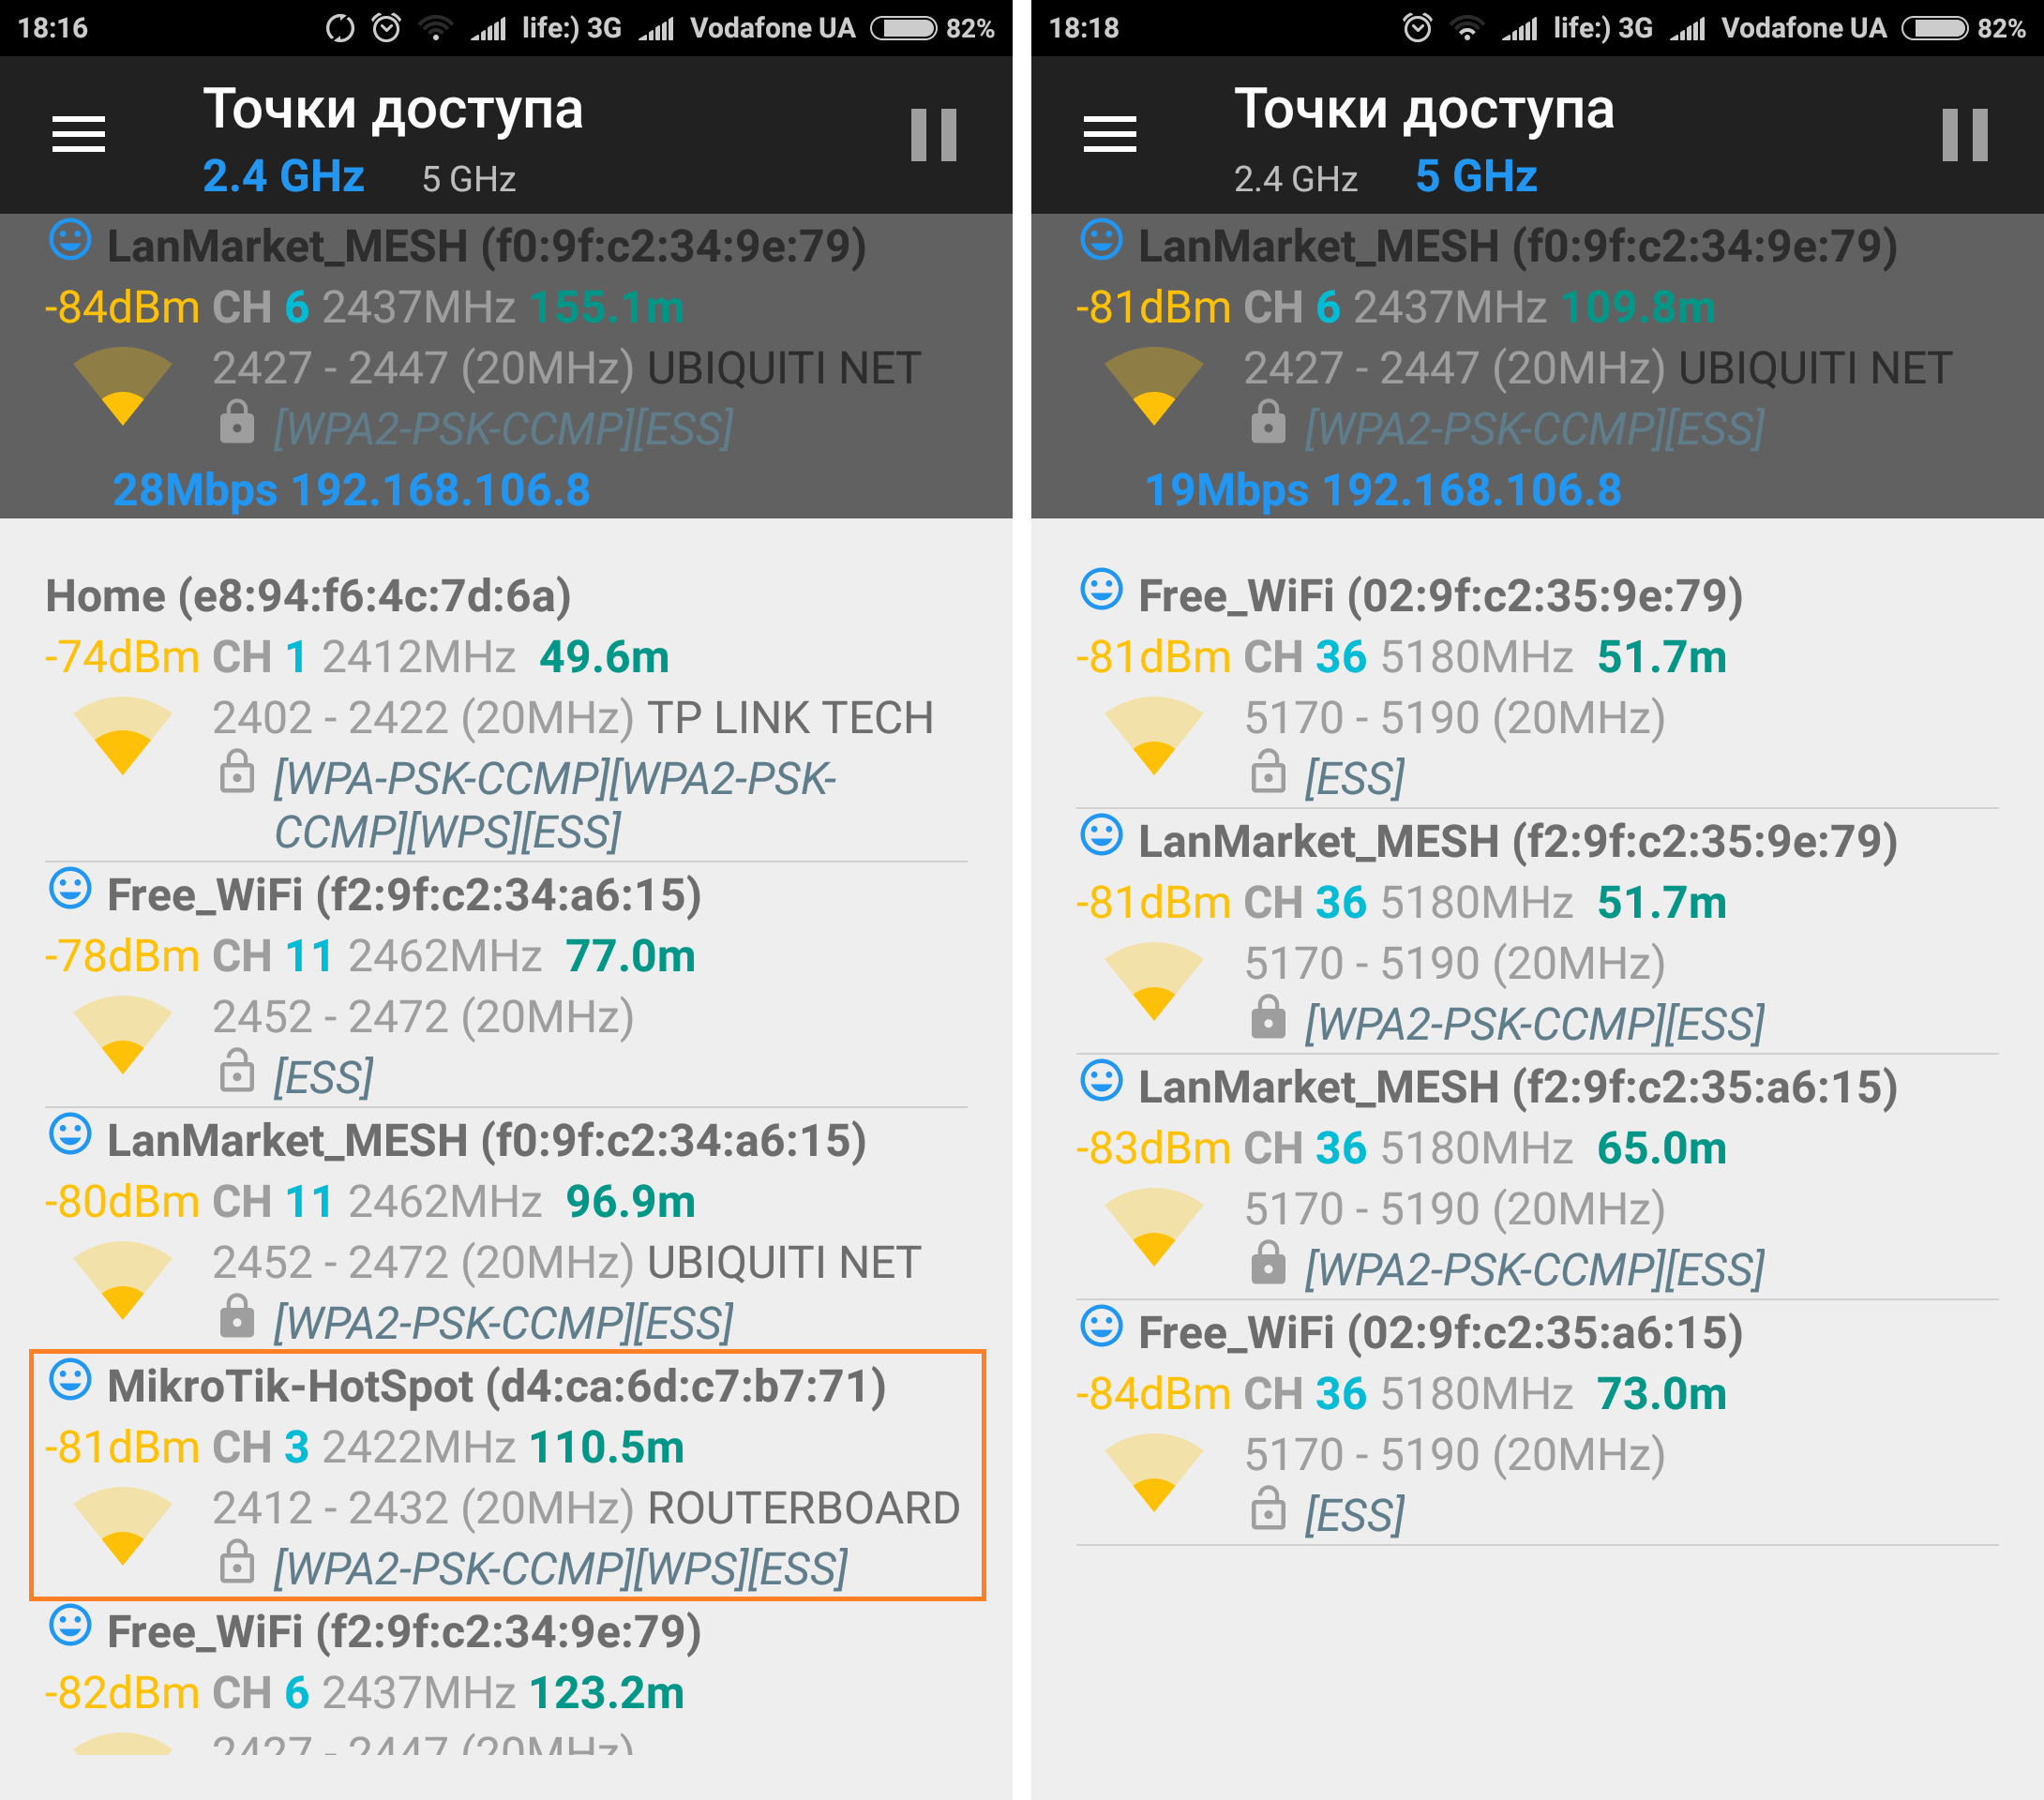 18:16 life:) 3G Vodafone UA 82%
Точки доступа
2.4 GHz 5 GHz
LanMarket_MESH (f0:9f:c2:34:9e:79)
-84dBm CH 6 2437MHz 155.1m
2427 - 2447 (20MHz) UBIQUITI NET
[WPA2-PSK-CCMP][ESS]
28Mbps 192.168.106.8
Home (e8:94:f6:4c:7d:6a)
-74dBm CH 1 2412MHz 49.6m
2402 - 2422 (20MHz) TP LINK TECH
[WPA-PSK-CCMP][WPA2-PSK-
CCMP][WPS][ESS]
Free_WiFi (f2:9f:c2:34:a6:15)
-78dBm CH 11 2462MHz 77.0m
2452 - 2472 (20MHz)
[ESS]
LanMarket_MESH (f0:9f:c2:34:a6:15)
-80dBm CH 11 2462MHz 96.9m
2452 - 2472 (20MHz) UBIQUITI NET
[WPA2-PSK-CCMP][ESS]
MikroTik-HotSpot (d4:ca:6d:c7:b7:71)
-81dBm CH 3 2422MHz 110.5m
2412 - 2432 (20MHz) ROUTERBOARD
[WPA2-PSK-CCMP][WPS][ESS]
Free_WiFi (f2:9f:c2:34:9e:79)
-82dBm CH 6 2437MHz 123.2m
2427 - 2447 (20MHz)
18:18 life:) 3G Vodafone UA 82%
Точки доступа
2.4 GHz 5 GHz
LanMarket_MESH (f0:9f:c2:34:9e:79)
-81dBm CH 6 2437MHz 109.8m
2427 - 2447 (20MHz) UBIQUITI NET
[WPA2-PSK-CCMP][ESS]
19Mbps 192.168.106.8
Free_WiFi (02:9f:c2:35:9e:79)
-81dBm CH 36 5180MHz 51.7m
5170 - 5190 (20MHz)
[ESS]
LanMarket_MESH (f2:9f:c2:35:9e:79)
-81dBm CH 36 5180MHz 51.7m
5170 - 5190 (20MHz)
[WPA2-PSK-CCMP][ESS]
LanMarket_MESH (f2:9f:c2:35:a6:15)
-83dBm CH 36 5180MHz 65.0m
5170 - 5190 (20MHz)
[WPA2-PSK-CCMP][ESS]
Free_WiFi (02:9f:c2:35:a6:15)
-84dBm CH 36 5180MHz 73.0m
5170 - 5190 (20MHz)
[ESS]